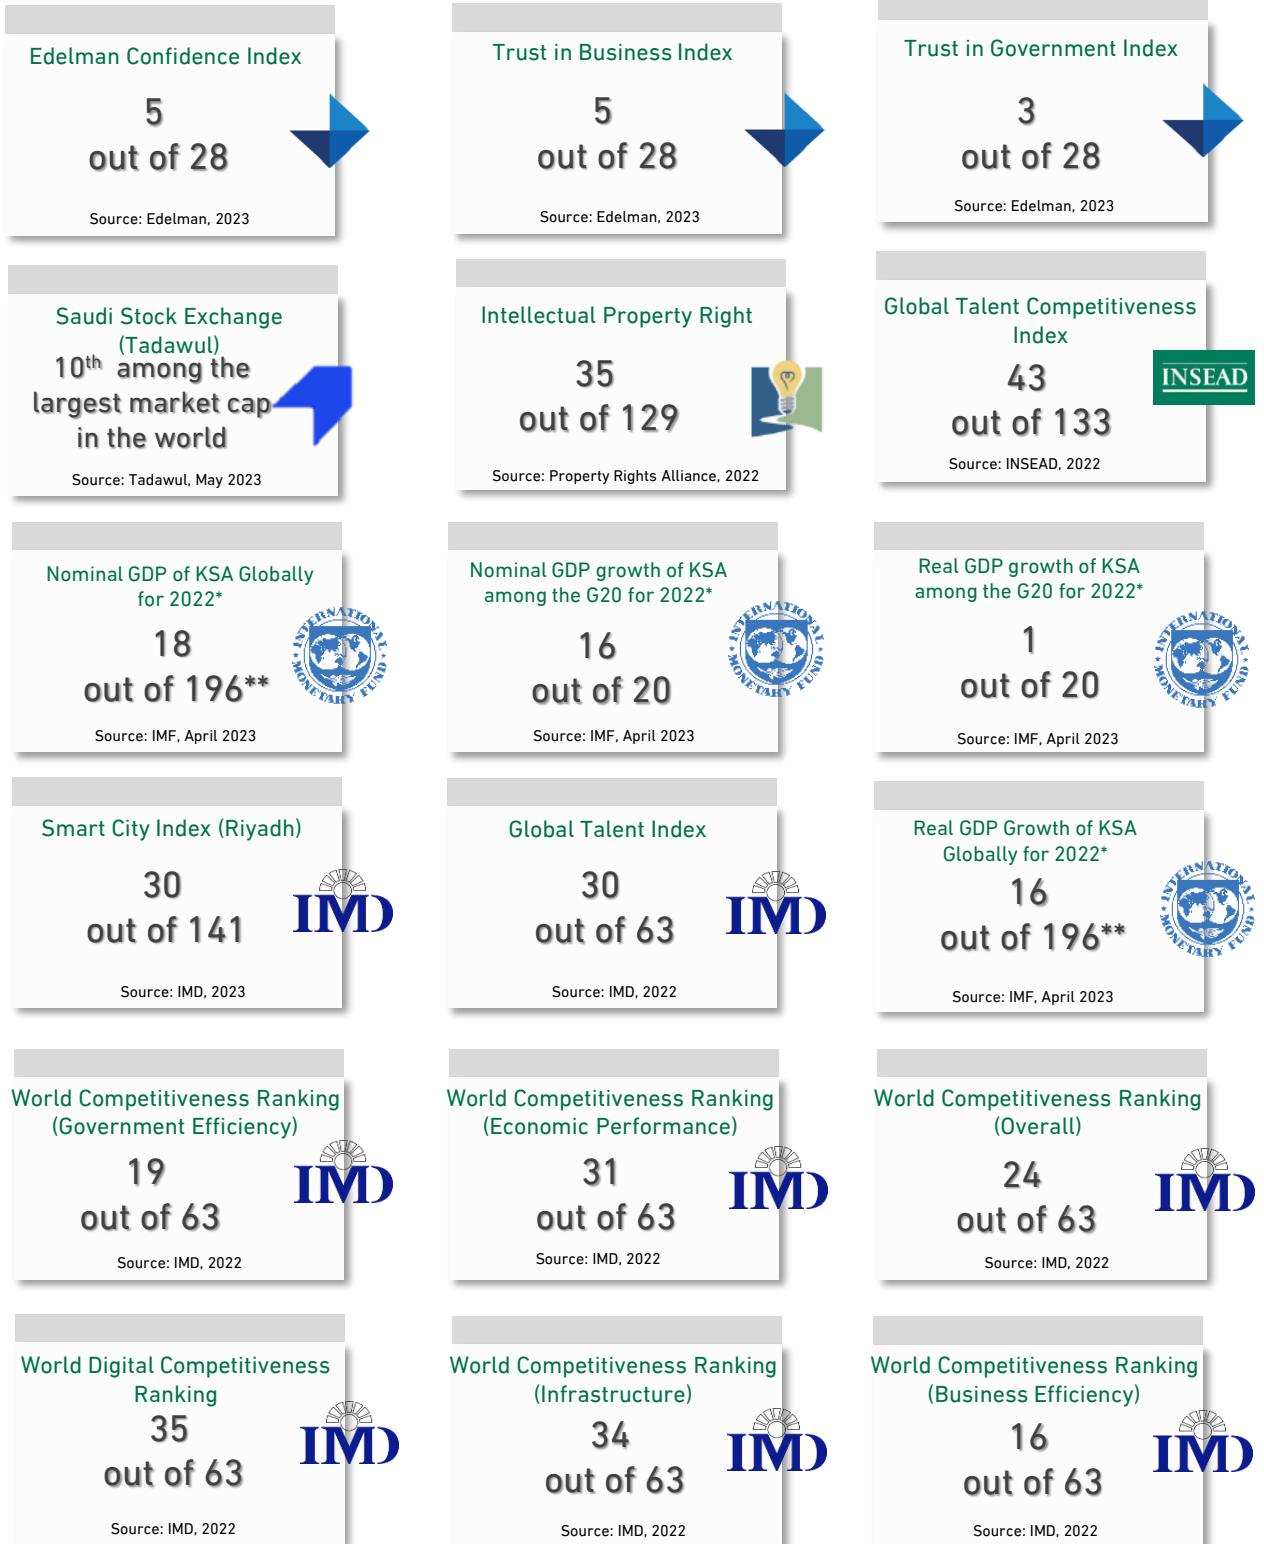 Edelman Confidence Index
5
out of 28
Source: Edelman, 2023
Trust in Business Index
5
out of 28
Source: Edelman, 2023
Trust in Government Index
3
out of 28
Source: Edelman, 2023
Saudi Stock Exchange
(Tadawul)
10th among the
largest market cap
in the world
Source: Tadawul, May 2023
Intellectual Property Right
35
out of 129
Source: Property Rights Alliance, 2022
Global Talent Competitiveness
Index
43
out of 133
INSEAD
Source: INSEAD, 2022
Nominal GDP of KSA Globally
for 2022*
18
out of 196**
INTERNATIONAL MONETARY FUND
Source: IMF, April 2023
Nominal GDP growth of KSA
among the G20 for 2022*
16
out of 20
INTERNATIONAL MONETARY FUND
Source: IMF, April 2023
Real GDP growth of KSA
among the G20 for 2022*
1
out of 20
INTERNATIONAL MONETARY FUND
Source: IMF, April 2023
Smart City Index (Riyadh)
30
out of 141
IMD
Source: IMD, 2023
Global Talent Index
30
out of 63
IMD
Source: IMD, 2022
Real GDP Growth of KSA
Globally for 2022*
16
out of 196**
INTERNATIONAL MONETARY FUND
Source: IMF, April 2023
World Competitiveness Ranking
(Government Efficiency)
19
out of 63
IMD
Source: IMD, 2022
World Competitiveness Ranking
(Economic Performance)
31
out of 63
IMD
Source: IMD, 2022
World Competitiveness Ranking
(Overall)
24
out of 63
IMD
Source: IMD, 2022
World Digital Competitiveness
Ranking
35
out of 63
IMD
Source: IMD, 2022
World Competitiveness Ranking
(Infrastructure)
34
out of 63
IMD
Source: IMD, 2022
World Competitiveness Ranking
(Business Efficiency)
16
out of 63
IMD
Source: IMD, 2022